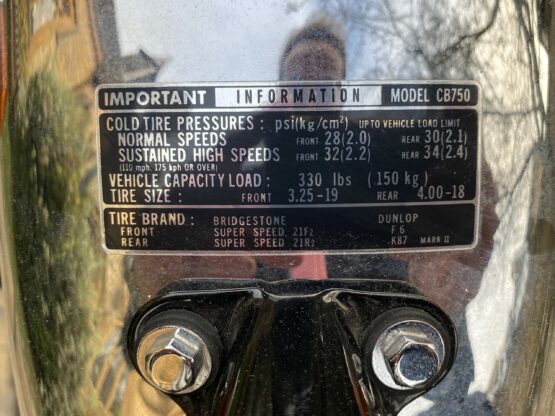 IMPORTANT INFORMATION MODEL CB750
COLD TIRE PRESSURES : psi(kg/cm²) UP TO VEHICLE LOAD LIMIT
NORMAL SPEEDS FRONT 28(2.0) REAR 30(2.1)
SUSTAINED HIGH SPEEDS FRONT 32(2.2) REAR 34(2.4)
(110 mph. 175 kph OR OVER)
VEHICLE CAPACITY LOAD : 330 lbs (150 kg)
TIRE SIZE : FRONT 3.25-19 REAR 4.00-18
TIRE BRAND : BRIDGESTONE DUNLOP
FRONT SUPER SPEED 21F2 F6
REAR SUPER SPEED 21R2 K87 MARK II